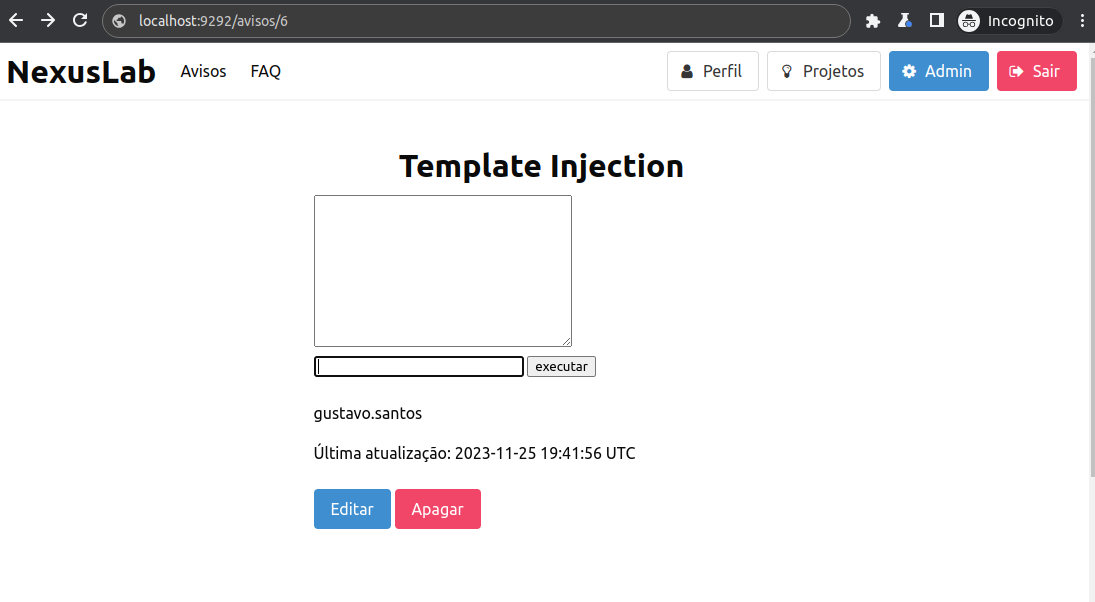 localhost:9292/avisos/6
Incognito
NexusLab Avisos FAQ Perfil Projetos Admin Sair
Template Injection
executar
gustavo.santos
Última atualização: 2023-11-25 19:41:56 UTC
Editar Apagar